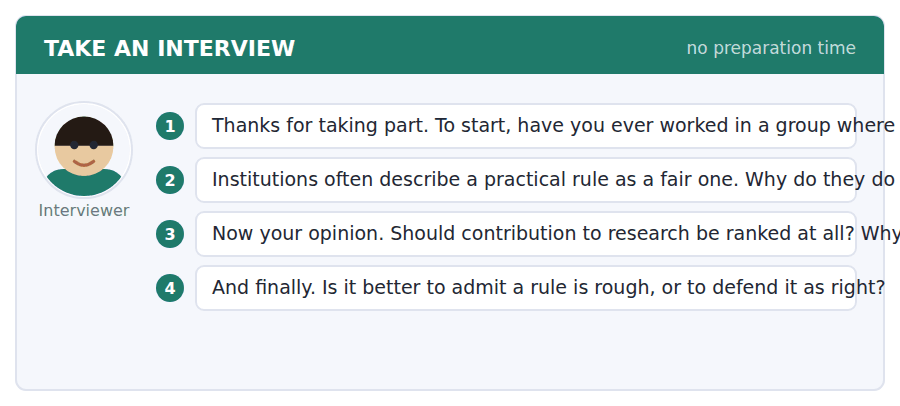 TAKE AN INTERVIEW
no preparation time
Interviewer
1 Thanks for taking part. To start, have you ever worked in a group where
2 Institutions often describe a practical rule as a fair one. Why do they do
3 Now your opinion. Should contribution to research be ranked at all? Why
4 And finally. Is it better to admit a rule is rough, or to defend it as right?